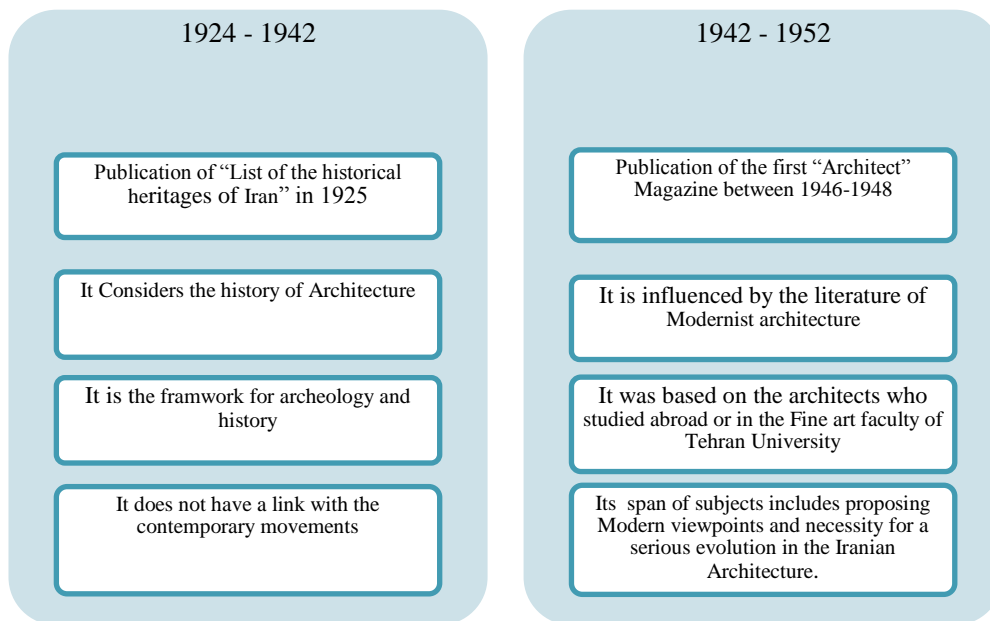 1924 - 1942
Publication of “List of the historical
heritages of Iran” in 1925
It Considers the history of Architecture
It is the framwork for archeology and
history
It does not have a link with the
contemporary movements
1942 - 1952
Publication of the first “Architect”
Magazine between 1946-1948
It is influenced by the literature of
Modernist architecture
It was based on the architects who
studied abroad or in the Fine art faculty of
Tehran University
Its span of subjects includes proposing
Modern viewpoints and necessity for a
serious evolution in the Iranian
Architecture.